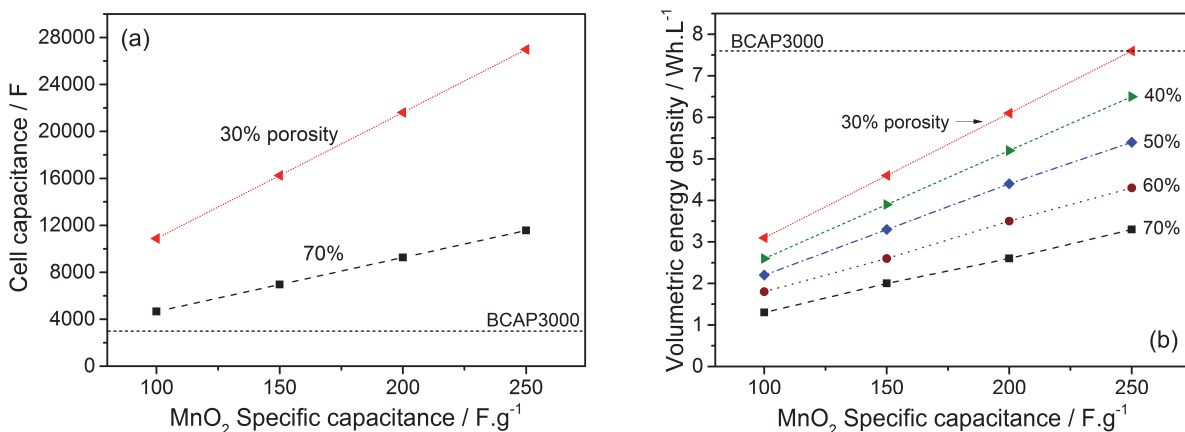 (a)
28000
24000
20000
16000
12000
8000
4000
0
Cell capacitance / F
30% porosity
70%
BCAP3000
100 150 200 250
MnO₂ Specific capacitance / F.g⁻¹
8
7
6
5
4
3
2
1
0
Volumetric energy density / Wh.L⁻¹
BCAP3000
30% porosity
40%
50%
60%
70%
(b)
100 150 200 250
MnO₂ Specific capacitance / F.g⁻¹